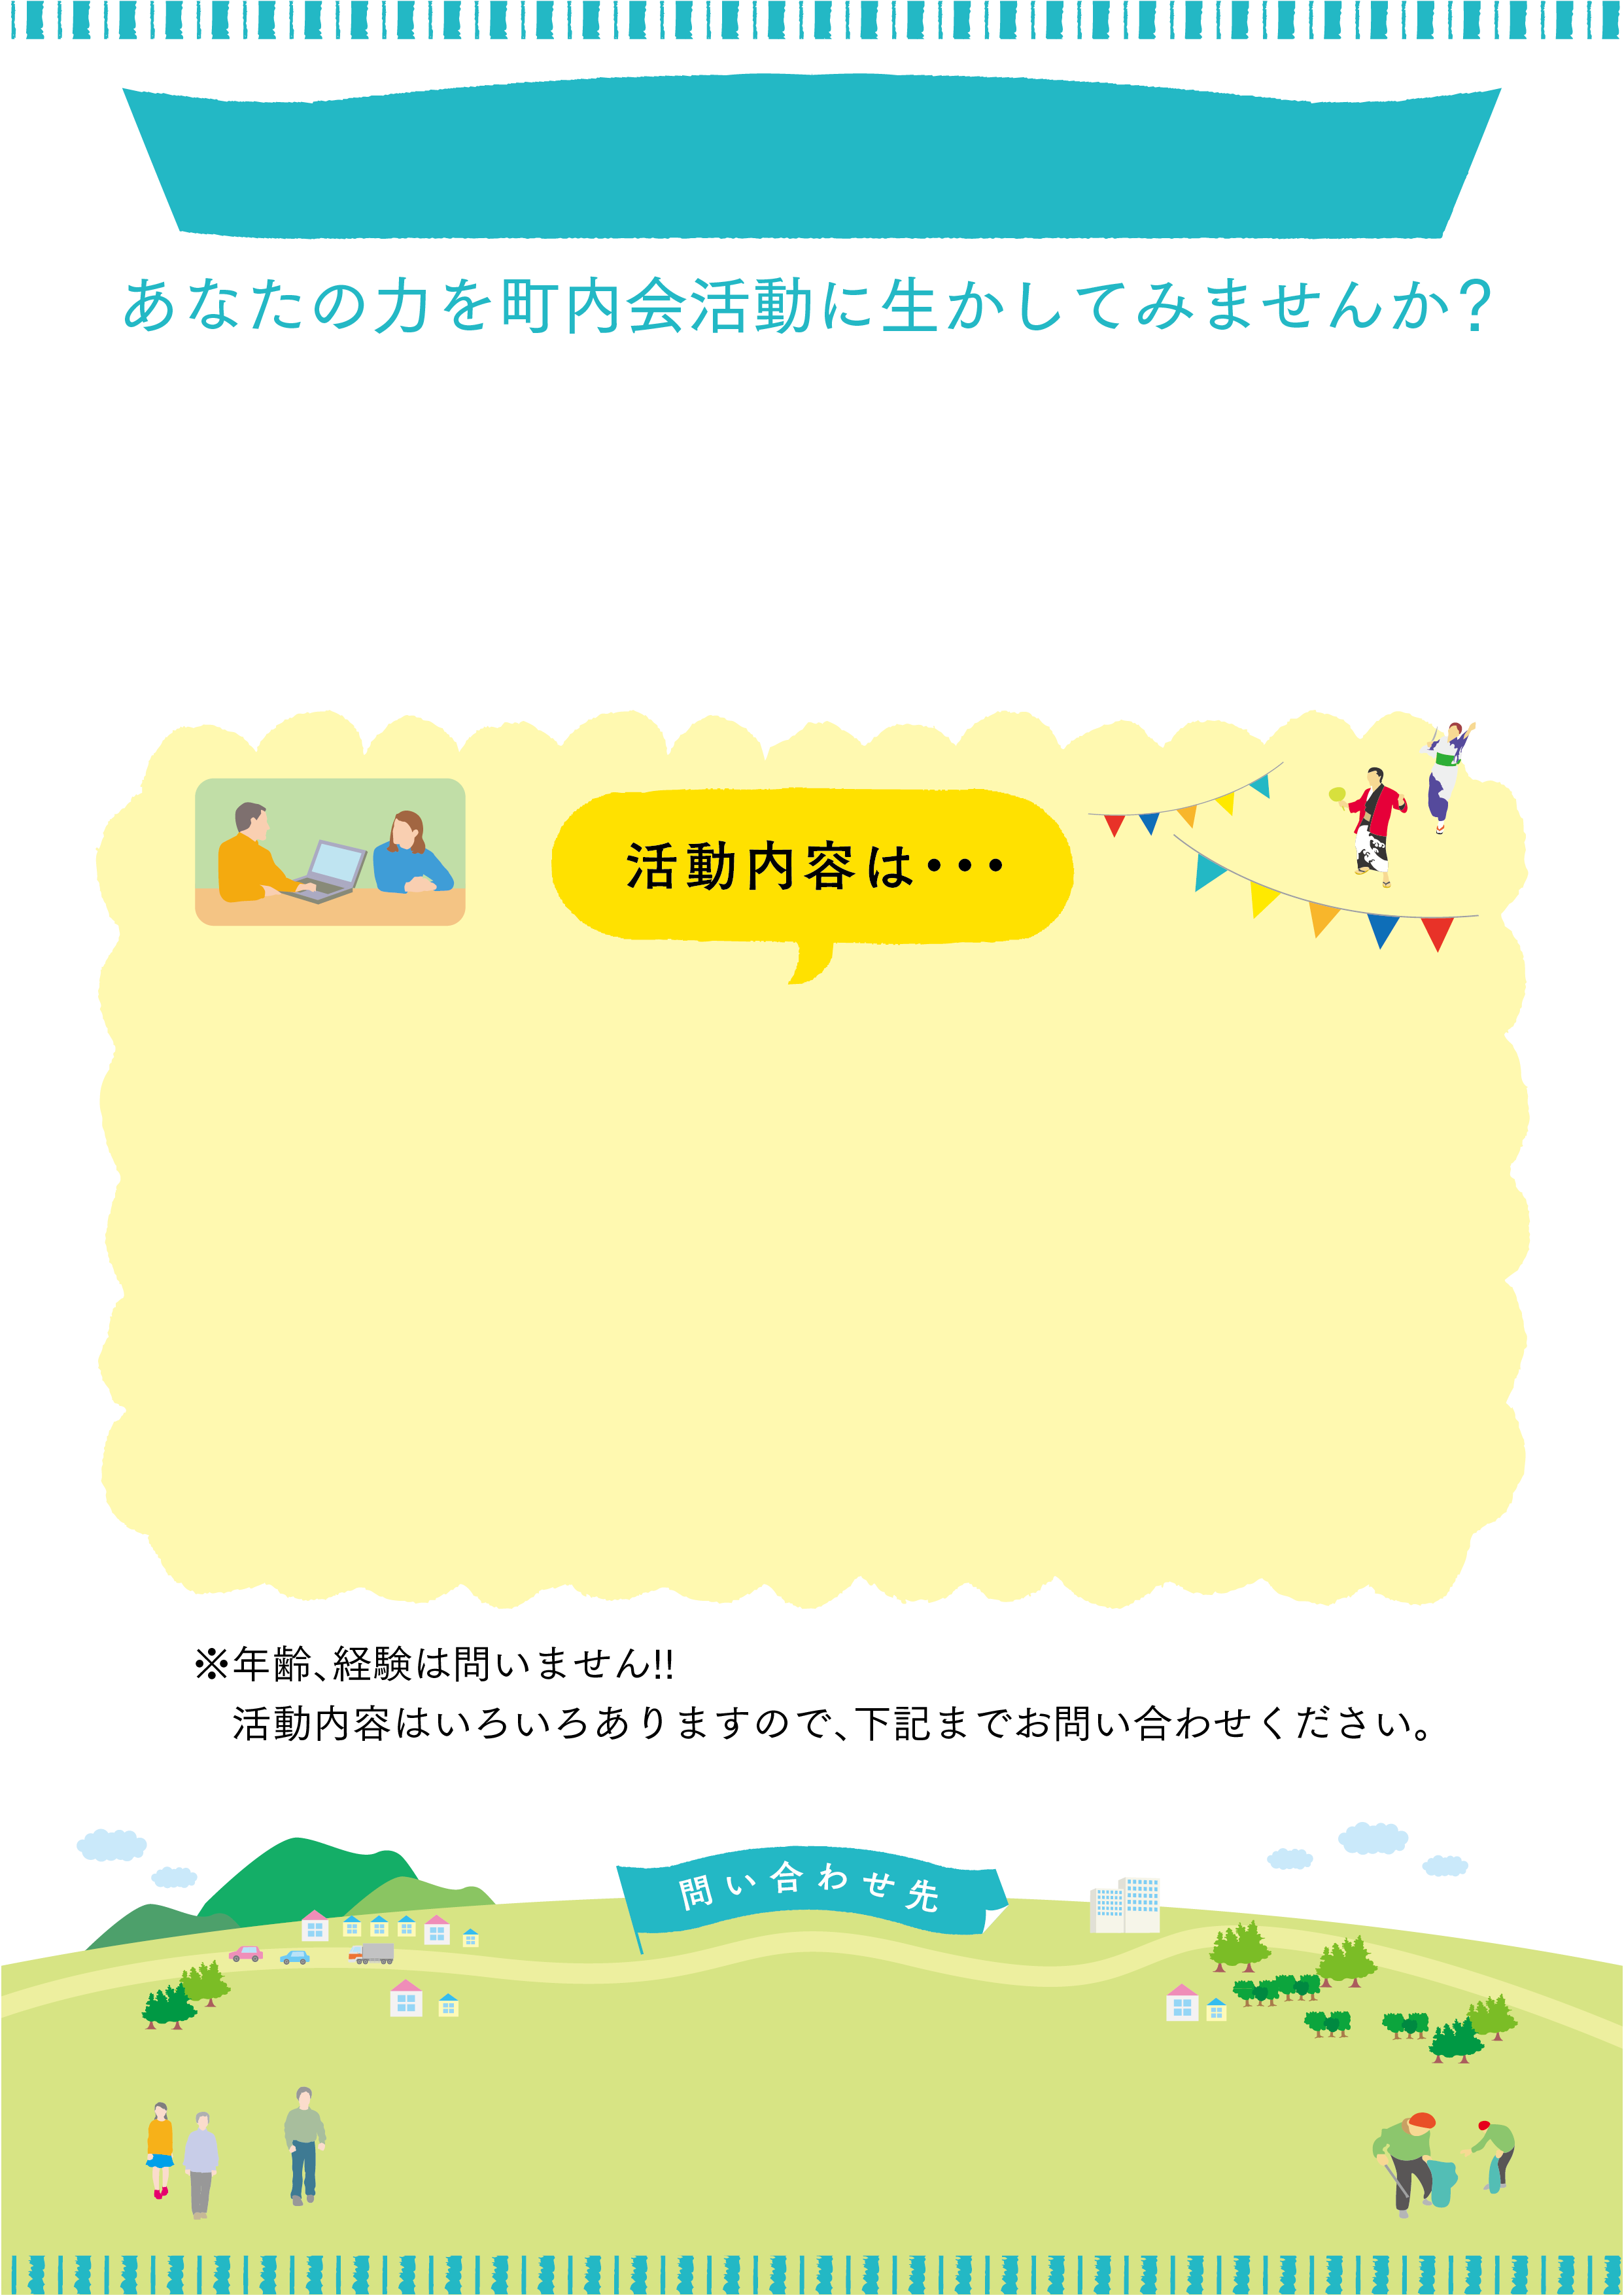 あなたの力を町内会活動に生かしてみませんか？
活動内容は・・・
※年齢、経験は問いません!!
活動内容はいろいろありますので、下記までお問い合わせください。
問い合わせ先